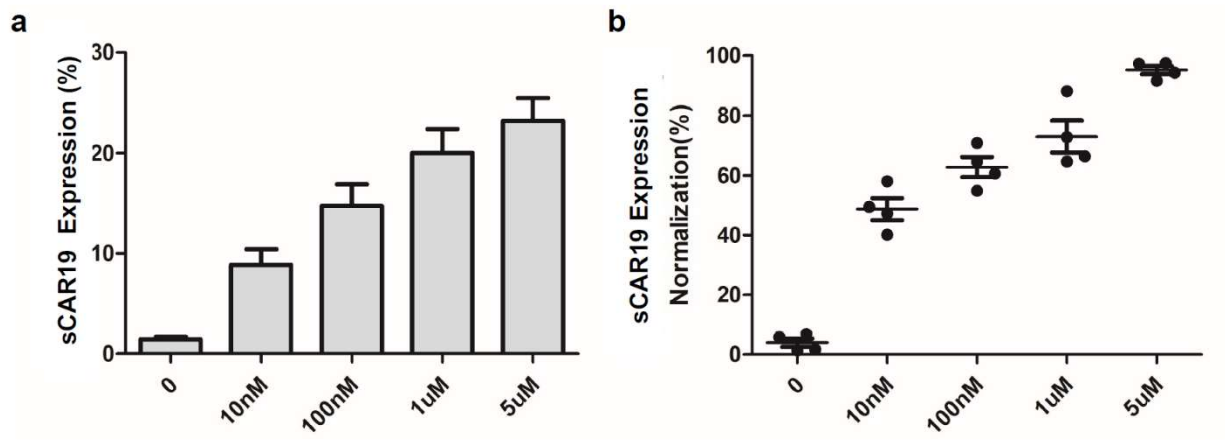 a
sCAR19 Expression (%)
30
20
10
0
0
10nM
100nM
1uM
5uM
b
sCAR19 Expression
Normalization(%)
100
80
60
40
20
0
0
10nM
100nM
1uM
5uM